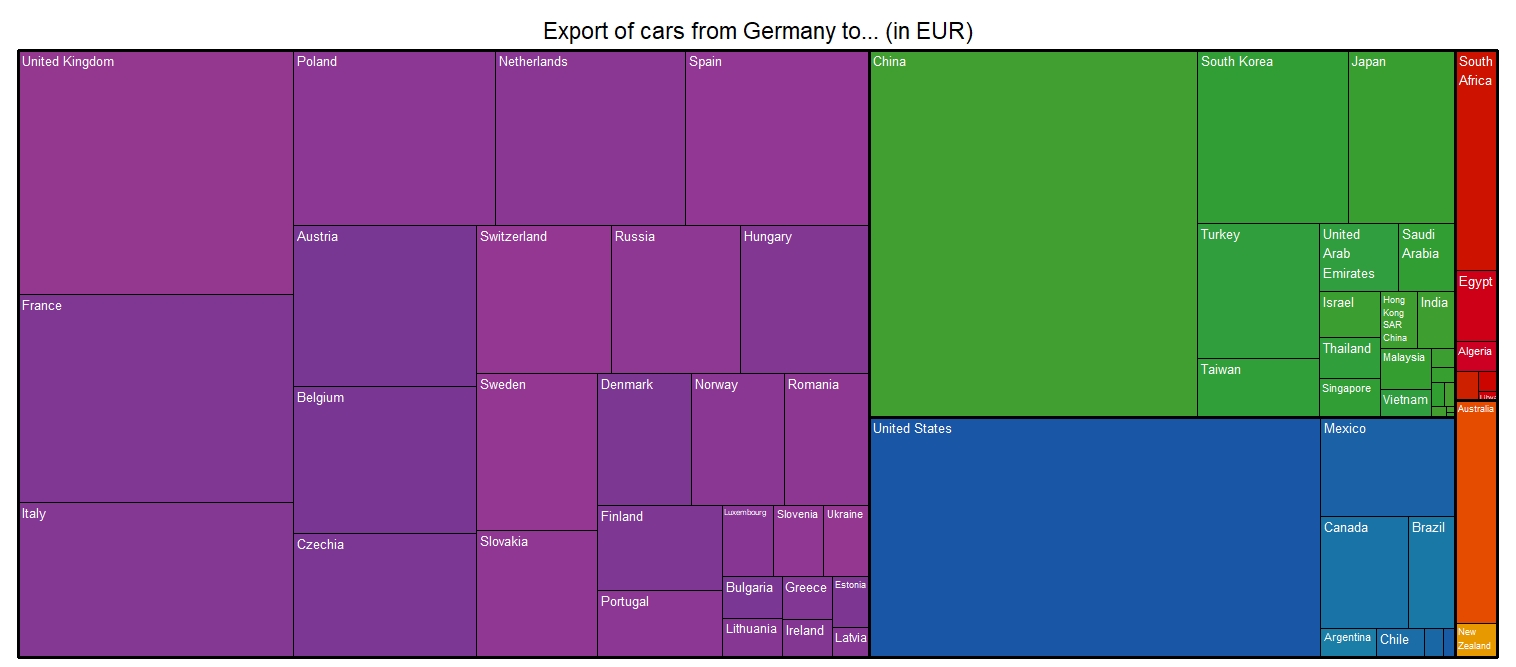 Export of cars from Germany to... (in EUR)
United Kingdom
France
Italy
Poland
Netherlands
Spain
Austria
Belgium
Czechia
Switzerland
Russia
Hungary
Sweden
Slovakia
Denmark
Norway
Romania
Finland
Portugal
Luxembourg
Slovenia
Ukraine
Bulgaria
Greece
Estonia
Lithuania
Ireland
Latvia
China
South Korea
Japan
Turkey
Taiwan
United
Arab
Emirates
Saudi
Arabia
Israel
Hong
Kong
SAR
China
India
Thailand
Malaysia
Singapore
Vietnam
United States
Mexico
Canada
Brazil
Argentina
Chile
South
Africa
Egypt
Algeria
Libya
Australia
New
Zealand